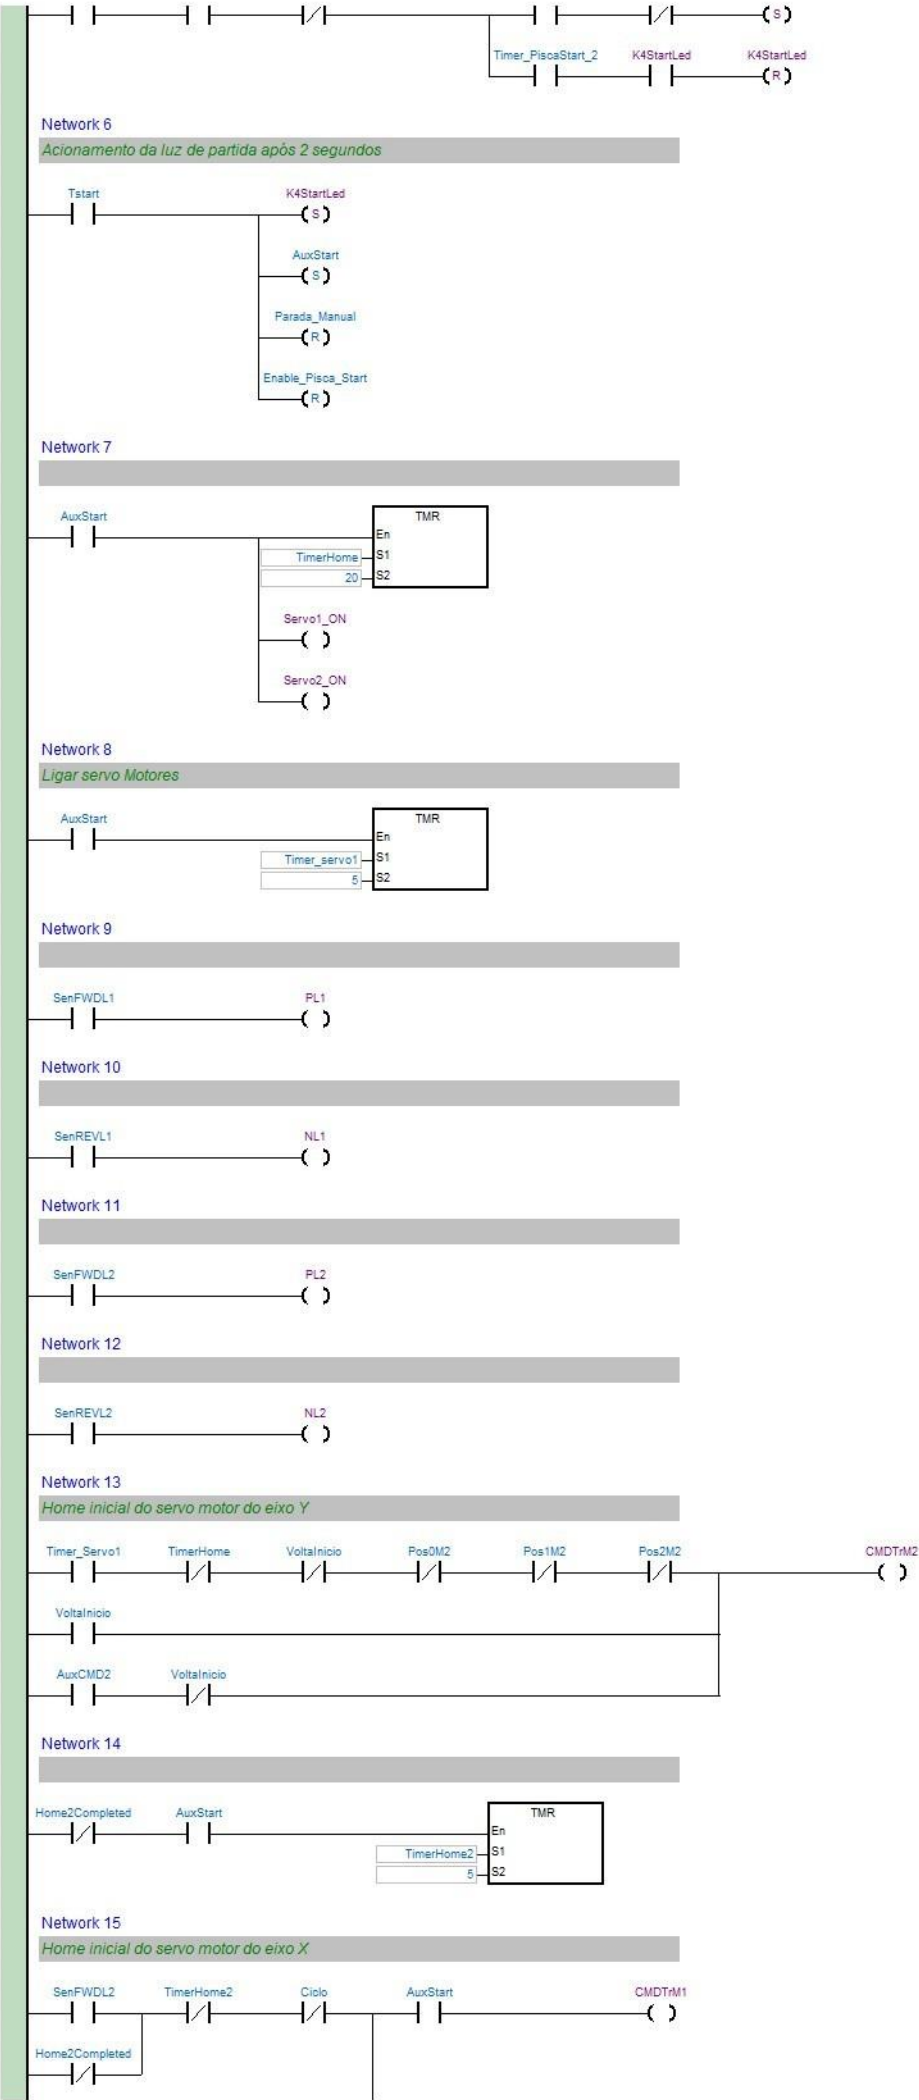 ( S )
Timer_PiscaStart_2 K4StartLed K4StartLed
( R )
Network 6
Acionamento da luz de partida após 2 segundos
Tstart K4StartLed
( S )
AuxStart
( S )
Parada_Manual
( R )
Enable_Pisca_Start
( R )
Network 7
AuxStart TMR
En
TimerHome S1
20 S2
Servo1_ON
Servo2_ON
Network 8
Ligar servo Motores
AuxStart TMR
En
Timer_servo1 S1
5 S2
Network 9
SenFWDL1 PL1
Network 10
SenREVL1 NL1
Network 11
SenFWDL2 PL2
Network 12
SenREVL2 NL2
Network 13
Home inicial do servo motor do eixo Y
Timer_Servo1 TimerHome VoltaInicio Pos0M2 Pos1M2 Pos2M2 CMDTrM2
VoltaInicio
AuxCMD2 VoltaInicio
Network 14
Home2Completed AuxStart TMR
En
TimerHome2 S1
5 S2
Network 15
Home inicial do servo motor do eixo X
SenFWDL2 TimerHome2 Ciclo AuxStart CMDTrM1
Home2Completed